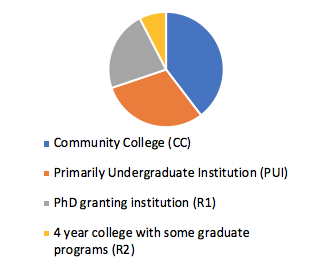 Community College (CC)
Primarily Undergraduate Institution (PUI)
PhD granting institution (R1)
4 year college with some graduate
programs (R2)